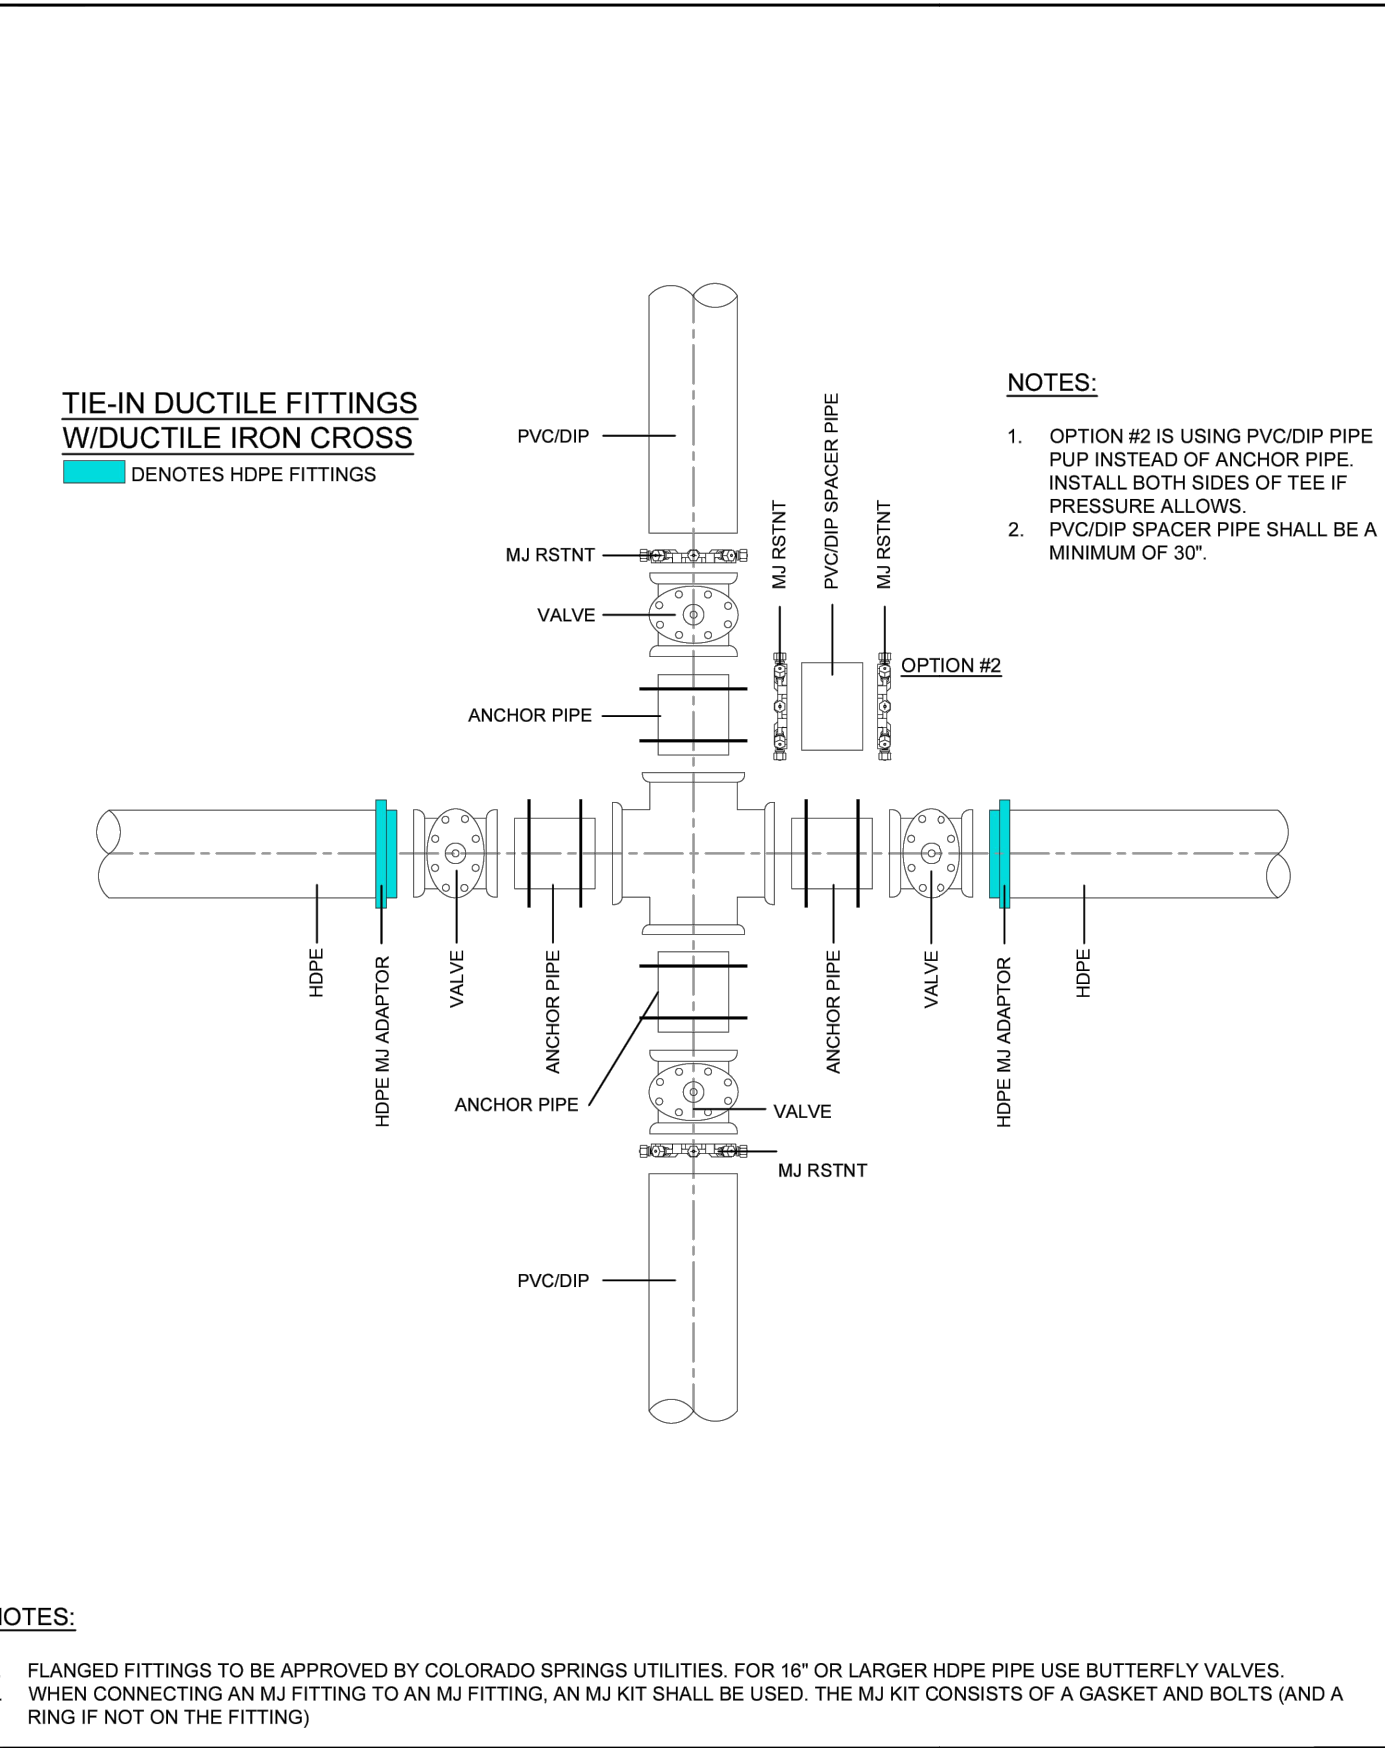 TIE-IN DUCTILE FITTINGS
W/DUCTILE IRON CROSS
DENOTES HDPE FITTINGS
NOTES:
1. OPTION #2 IS USING PVC/DIP PIPE
PUP INSTEAD OF ANCHOR PIPE.
INSTALL BOTH SIDES OF TEE IF
PRESSURE ALLOWS.
2. PVC/DIP SPACER PIPE SHALL BE A
MINIMUM OF 30".
PVC/DIP
MJ RSTNT
VALVE
ANCHOR PIPE
MJ RSTNT
PVC/DIP SPACER PIPE
MJ RSTNT
OPTION #2
HDPE
HDPE MJ ADAPTOR
VALVE
ANCHOR PIPE
ANCHOR PIPE
VALVE
HDPE MJ ADAPTOR
HDPE
ANCHOR PIPE
VALVE
MJ RSTNT
PVC/DIP
OTES:
FLANGED FITTINGS TO BE APPROVED BY COLORADO SPRINGS UTILITIES. FOR 16" OR LARGER HDPE PIPE USE BUTTERFLY VALVES.
WHEN CONNECTING AN MJ FITTING TO AN MJ FITTING, AN MJ KIT SHALL BE USED. THE MJ KIT CONSISTS OF A GASKET AND BOLTS (AND A
RING IF NOT ON THE FITTING)